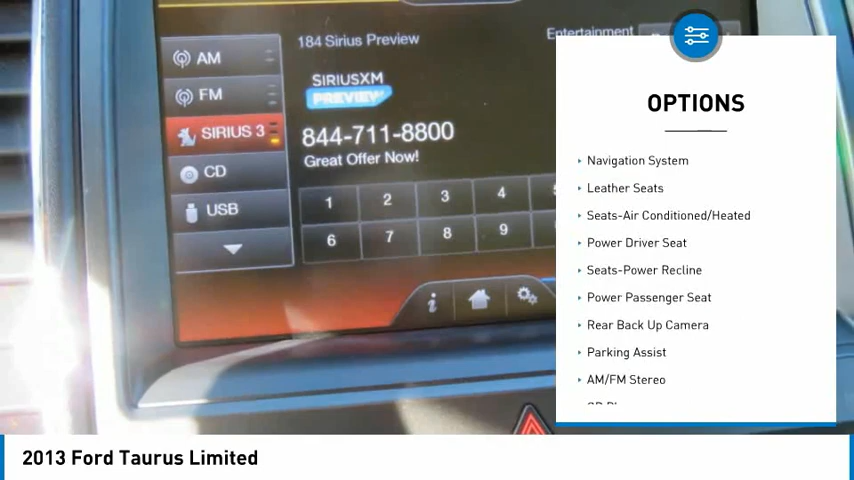 184 Sirius Preview
Entertainment
AM
FM
SIRIUS 3
CD
USB
SIRIUSXM
PREVIEW
844-711-8800
Great Offer Now!
1 2 3 4
6 7 8 9
OPTIONS
Navigation System
Leather Seats
Seats-Air Conditioned/Heated
Power Driver Seat
Seats-Power Recline
Power Passenger Seat
Rear Back Up Camera
Parking Assist
AM/FM Stereo
2013 Ford Taurus Limited